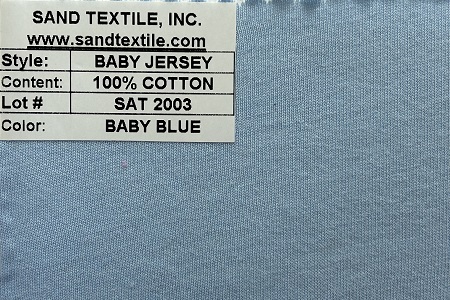 SAND TEXTILE, INC.
www.sandtextile.com
Style: BABY JERSEY
Content: 100% COTTON
Lot # SAT 2003
Color: BABY BLUE